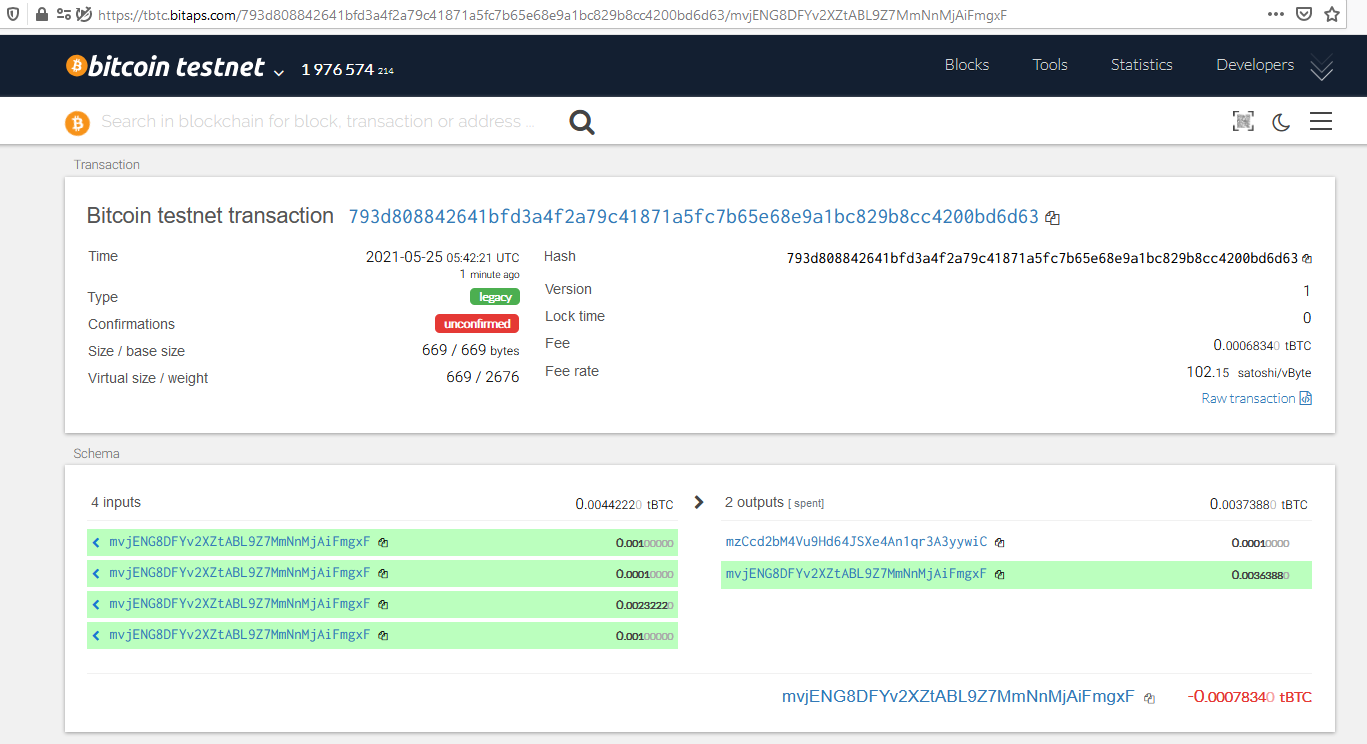 https://tbtc.bitaps.com/793d808842641bfd3a4f2a79c41871a5fc7b65e68e9a1bc829b8cc4200bd6d63/mvjENG8DFYv2XZtABL9Z7MmNnMjAiFmgxF
bitcoin testnet 1 976 574 214 Blocks Tools Statistics Developers
Search in blockchain for block, transaction or address ...
Transaction
Bitcoin testnet transaction 793d808842641bfd3a4f2a79c41871a5fc7b65e68e9a1bc829b8cc4200bd6d63
Time 2021-05-25 05:42:21 UTC
1 minute ago
Type legacy
Confirmations unconfirmed
Size / base size 669 / 669 bytes
Virtual size / weight 669 / 2676
Hash 793d808842641bfd3a4f2a79c41871a5fc7b65e68e9a1bc829b8cc4200bd6d63
Version 1
Lock time 0
Fee 0.00068340 tBTC
Fee rate 102.15 satoshi/vByte
Raw transaction
Schema
4 inputs 0.00442220 tBTC
mvjENG8DFYv2XZtABL9Z7MmNnMjAiFmgxF 0.00100000
mvjENG8DFYv2XZtABL9Z7MmNnMjAiFmgxF 0.00010000
mvjENG8DFYv2XZtABL9Z7MmNnMjAiFmgxF 0.00232220
mvjENG8DFYv2XZtABL9Z7MmNnMjAiFmgxF 0.00100000
2 outputs [ spent] 0.00373880 tBTC
mzCcd2bM4Vu9Hd64JSXe4An1qr3A3yywiC 0.00010000
mvjENG8DFYv2XZtABL9Z7MmNnMjAiFmgxF 0.00363880
mvjENG8DFYv2XZtABL9Z7MmNnMjAiFmgxF -0.00078340 tBTC